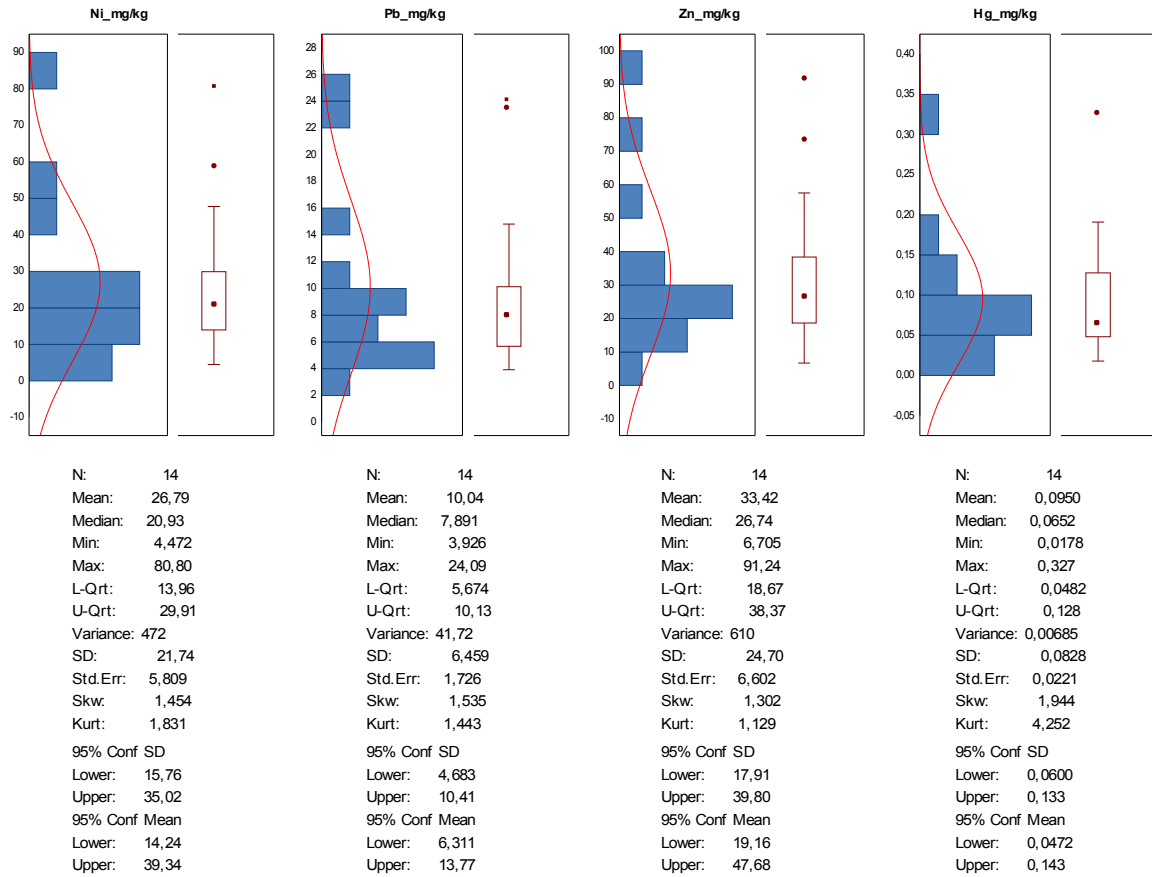 Ni_mg/kg
90
80
70
60
50
40
30
20
10
0
-10
N: 14
Mean: 26,79
Median: 20,93
Min: 4,472
Max: 80,80
L-Qrt: 13,96
U-Qrt: 29,91
Variance: 472
SD: 21,74
Std.Err: 5,809
Skw: 1,454
Kurt: 1,831
95% Conf SD
Lower: 15,76
Upper: 35,02
95% Conf Mean
Lower: 14,24
Upper: 39,34
Pb_mg/kg
28
26
24
22
20
18
16
14
12
10
8
6
4
2
0
N: 14
Mean: 10,04
Median: 7,891
Min: 3,926
Max: 24,09
L-Qrt: 5,674
U-Qrt: 10,13
Variance: 41,72
SD: 6,459
Std.Err: 1,726
Skw: 1,535
Kurt: 1,443
95% Conf SD
Lower: 4,683
Upper: 10,41
95% Conf Mean
Lower: 6,311
Upper: 13,77
Zn_mg/kg
100
90
80
70
60
50
40
30
20
10
0
-10
N: 14
Mean: 33,42
Median: 26,74
Min: 6,705
Max: 91,24
L-Qrt: 18,67
U-Qrt: 38,37
Variance: 610
SD: 24,70
Std.Err: 6,602
Skw: 1,302
Kurt: 1,129
95% Conf SD
Lower: 17,91
Upper: 39,80
95% Conf Mean
Lower: 19,16
Upper: 47,68
Hg_mg/kg
0,40
0,35
0,30
0,25
0,20
0,15
0,10
0,05
0,00
-0,05
N: 14
Mean: 0,0950
Median: 0,0652
Min: 0,0178
Max: 0,327
L-Qrt: 0,0482
U-Qrt: 0,128
Variance: 0,00685
SD: 0,0828
Std.Err: 0,0221
Skw: 1,944
Kurt: 4,252
95% Conf SD
Lower: 0,0600
Upper: 0,133
95% Conf Mean
Lower: 0,0472
Upper: 0,143